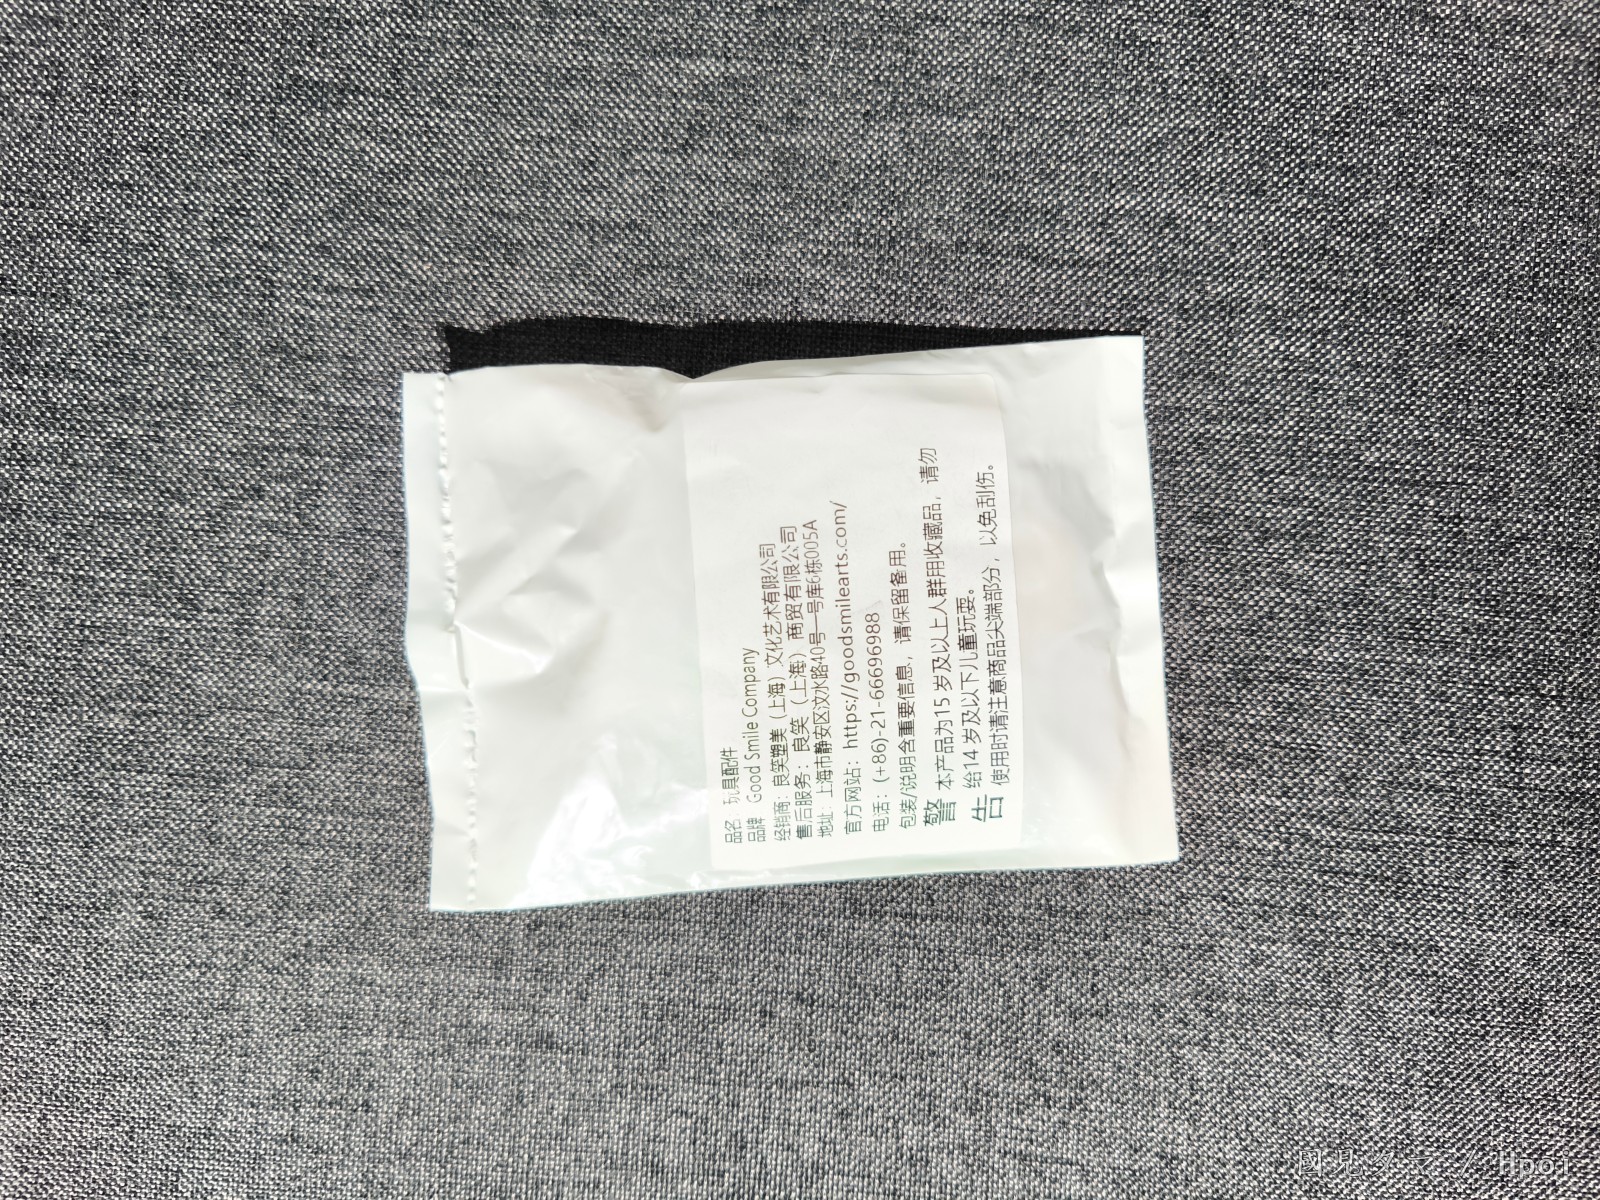 品名 玩具配件
品牌 Good Smile Company
经销商：良笑塑美（上海）文化艺术有限公司
售后服务：良笑（上海）商贸有限公司
地址：上海市静安区汶水路40号一号库6栋005A
官方网站：https://goodsmilearts.com/
电话：(+86)-21-66696988
包装/说明含重要信息，请保留备用。
警告
本产品为15 岁及以上人群用收藏品，请勿
给14 岁及以下儿童玩耍。
使用时请注意商品尖端部分，以免刮伤。
國見タマ / Hpoi